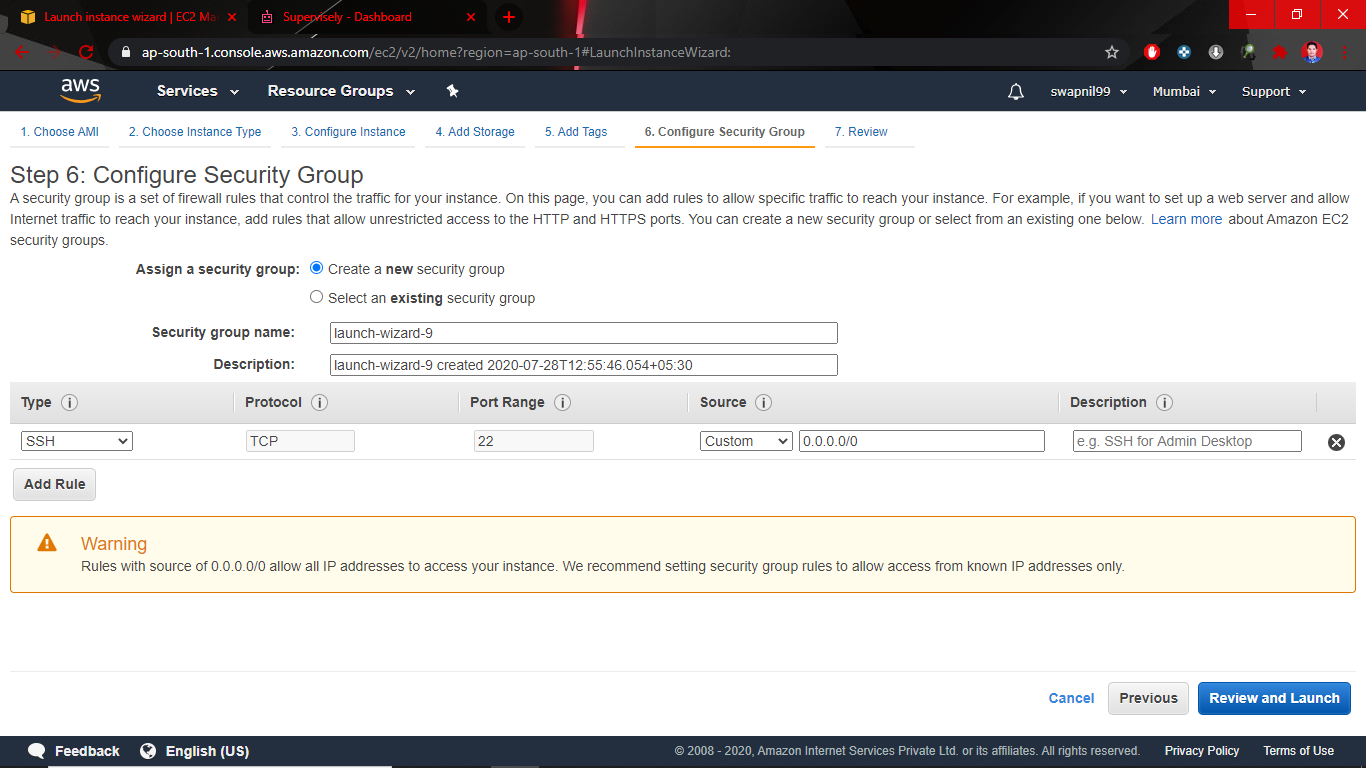 Launch instance wizard | EC2 Ma
Supervisely - Dashboard
ap-south-1.console.aws.amazon.com/ec2/v2/home?region=ap-south-1#LaunchInstanceWizard:
aws
Services
Resource Groups
swapnil99
Mumbai
Support
1. Choose AMI
2. Choose Instance Type
3. Configure Instance
4. Add Storage
5. Add Tags
6. Configure Security Group
7. Review
Step 6: Configure Security Group
A security group is a set of firewall rules that control the traffic for your instance. On this page, you can add rules to allow specific traffic to reach your instance. For example, if you want to set up a web server and allow
Internet traffic to reach your instance, add rules that allow unrestricted access to the HTTP and HTTPS ports. You can create a new security group or select from an existing one below. Learn more about Amazon EC2
security groups.
Assign a security group:
Create a new security group
Select an existing security group
Security group name:
launch-wizard-9
Description:
launch-wizard-9 created 2020-07-28T12:55:46.054+05:30
Type
Protocol
Port Range
Source
Description
SSH
TCP
22
Custom
0.0.0.0/0
e.g. SSH for Admin Desktop
Add Rule
Warning
Rules with source of 0.0.0.0/0 allow all IP addresses to access your instance. We recommend setting security group rules to allow access from known IP addresses only.
Cancel
Previous
Review and Launch
Feedback
English (US)
© 2008 - 2020, Amazon Internet Services Private Ltd. or its affiliates. All rights reserved.
Privacy Policy
Terms of Use